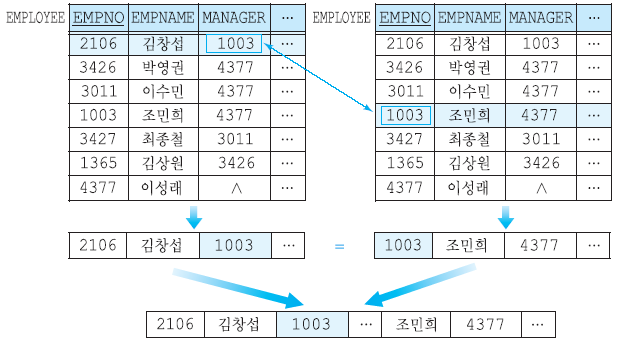 EMPLOYEE EMPNO EMPNAME MANAGER … EMPLOYEE EMPNO EMPNAME MANAGER …
2106 김창섭 1003 … 2106 김창섭 1003 …
3426 박영권 4377 … 3426 박영권 4377 …
3011 이수민 4377 … 3011 이수민 4377 …
1003 조민희 4377 … 1003 조민희 4377 …
3427 최종철 3011 … 3427 최종철 3011 …
1365 김상원 3426 … 1365 김상원 3426 …
4377 이성래 ∧ … 4377 이성래 ∧ …
2106 김창섭 1003 … = 1003 조민희 4377 …
2106 김창섭 1003 … 조민희 4377 …